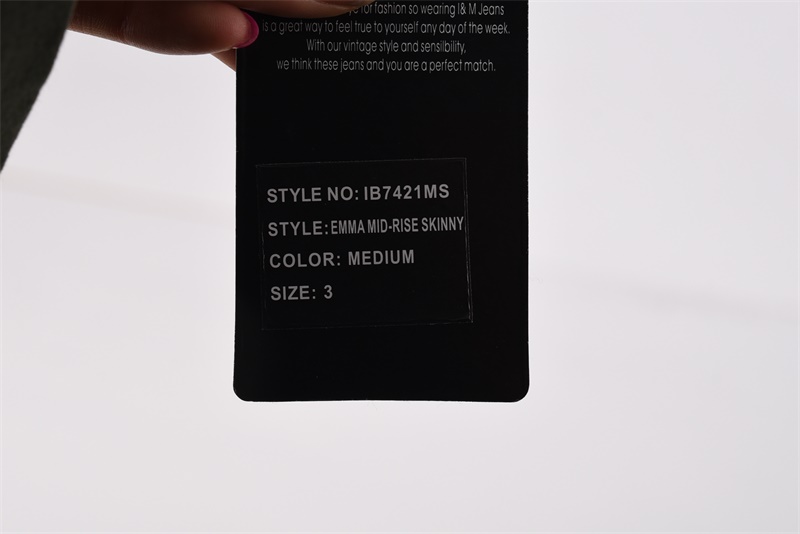 for fashion so wearing I& M Jeans
is a great way to feel true to yourself any day of the week.
With our vintage style and sensilbility,
we think these jeans and you are a perfect match.
STYLE NO: IB7421MS
STYLE: EMMA MID-RISE SKINNY
COLOR: MEDIUM
SIZE: 3